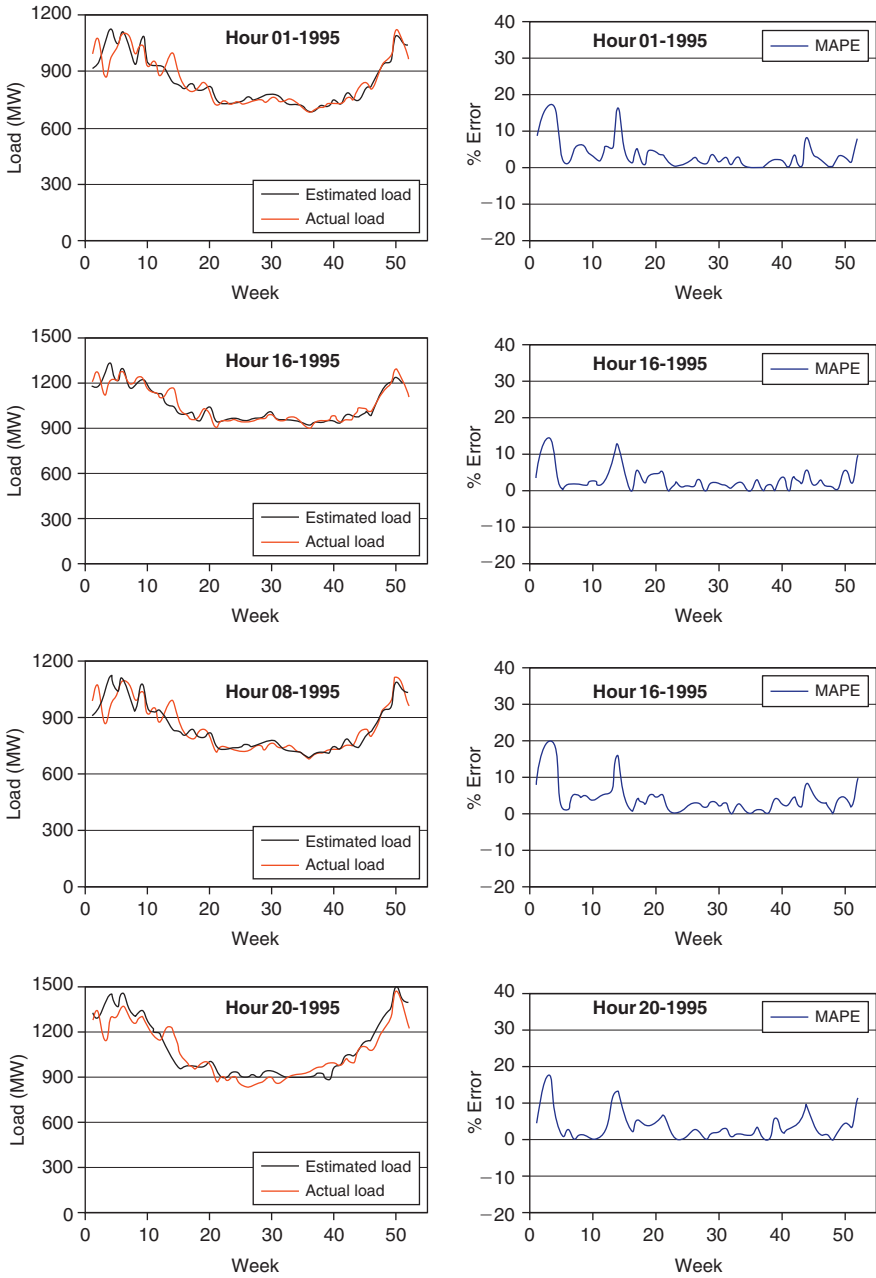 Hour 01-1995
Load (MW)
1200
900
600
300
0
Estimated load
Actual load
0 10 20 30 40 50
Week
Hour 01-1995
MAPE
% Error
40
30
20
10
0
−10
−20
0 10 20 30 40 50
Week
Hour 16-1995
Load (MW)
1500
1200
900
600
300
0
Estimated load
Actual load
0 10 20 30 40 50
Week
Hour 16-1995
MAPE
% Error
40
30
20
10
0
−10
−20
0 10 20 30 40 50
Week
Hour 08-1995
Load (MW)
1200
900
600
300
0
Estimated load
Actual load
0 10 20 30 40 50
Week
Hour 16-1995
MAPE
% Error
40
30
20
10
0
−10
−20
0 10 20 30 40 50
Week
Hour 20-1995
Load (MW)
1500
1200
900
600
300
0
Estimated load
Actual load
0 10 20 30 40 50
Week
Hour 20-1995
MAPE
% Error
40
30
20
10
0
−10
−20
0 10 20 30 40 50
Week